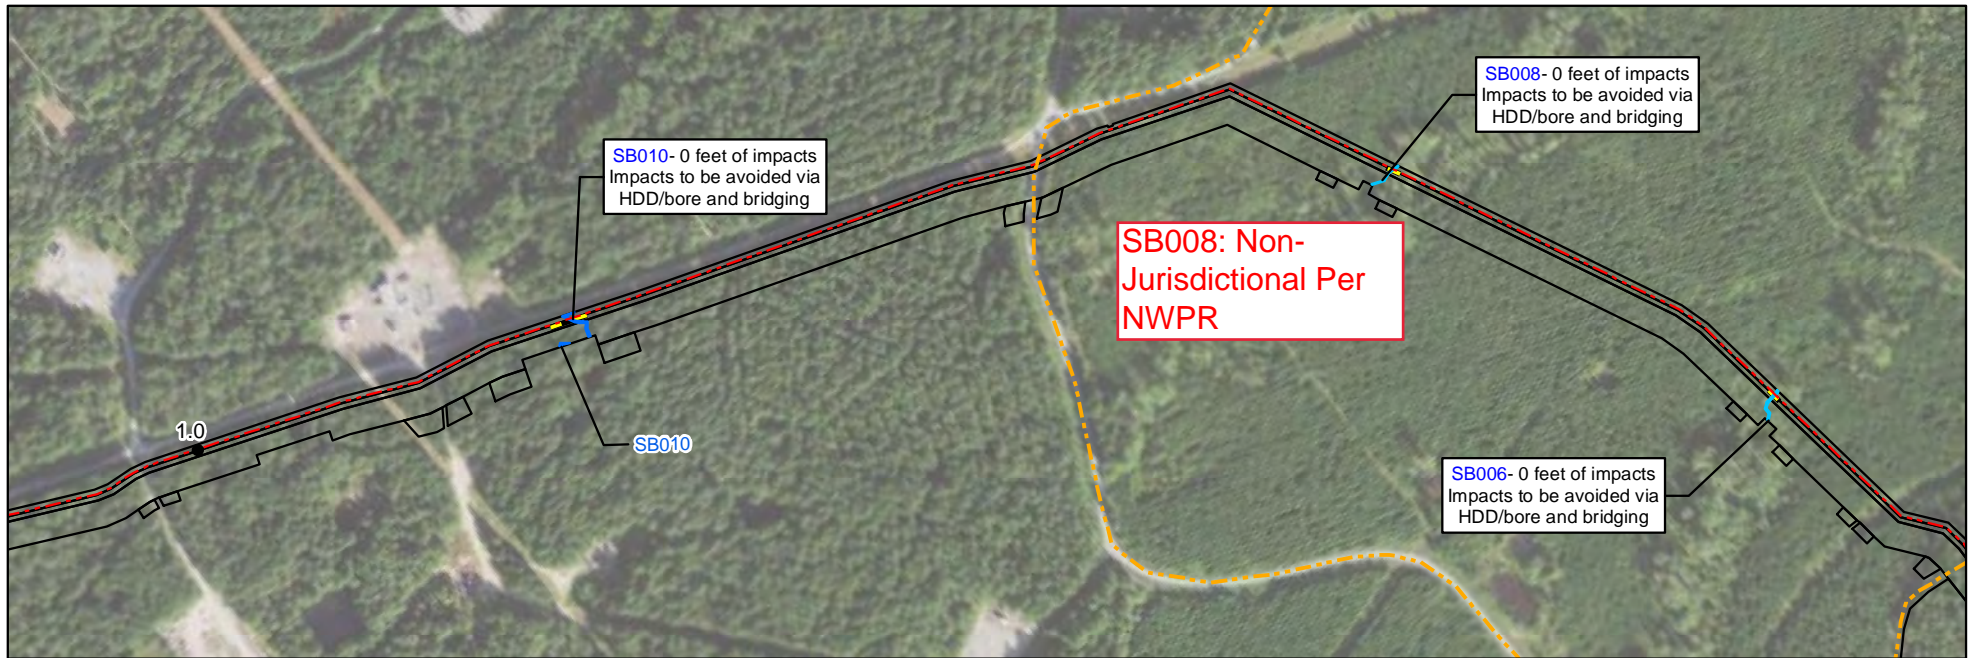 SB008- 0 feet of impacts
Impacts to be avoided via
HDD/bore and bridging
SB010- 0 feet of impacts
Impacts to be avoided via
HDD/bore and bridging
SB008: Non-
Jurisdictional Per
NWPR
1.0
SB010
SB006- 0 feet of impacts
Impacts to be avoided via
HDD/bore and bridging